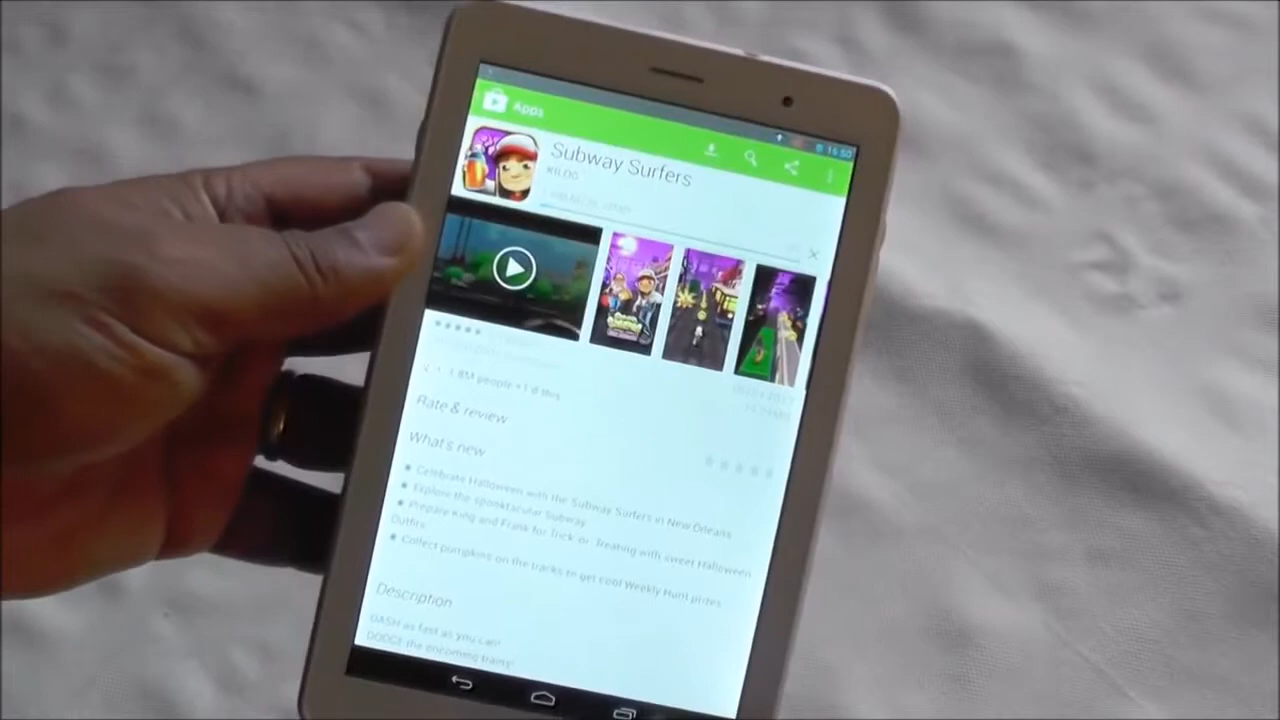 16:50
Apps
Subway Surfers
KILOO
1.8M people +1'd this
Rate & review
What's new
Celebrate Halloween with the Subway Surfers in New Orleans
Explore the spooktacular Subway
Prepare King and Frank for Trick or Treating with sweet Halloween
Outfits
Collect pumpkins on the tracks to get cool Weekly Hunt prizes
Description
DASH as fast as you can!
DODGE the oncoming trains!